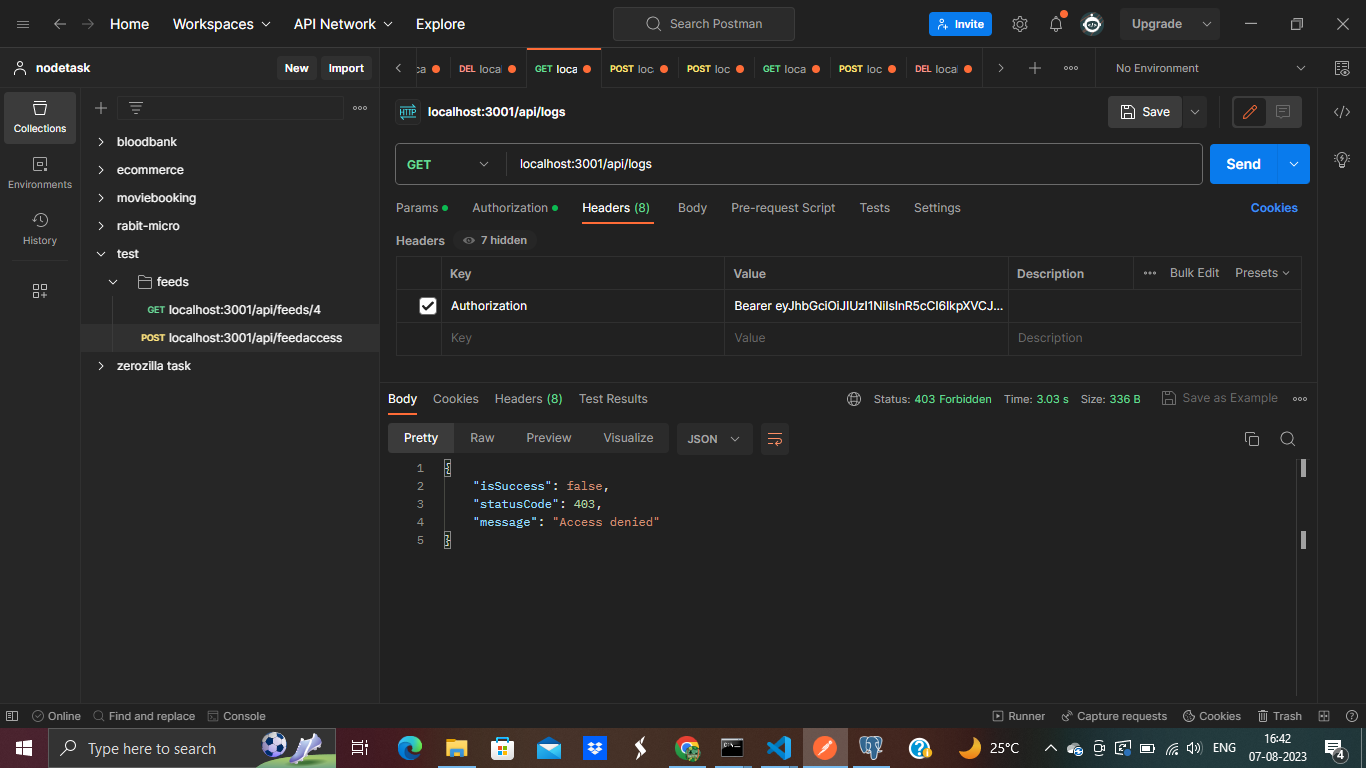 Home Workspaces API Network Explore Search Postman Invite Upgrade
nodetask New Import ca DEL local GET loca POST loc POST loc GET loca POST loc DEL local No Environment
Collections
Environments
History
bloodbank
ecommerce
moviebooking
rabit-micro
test
feeds
GET localhost:3001/api/feeds/4
POST localhost:3001/api/feedaccess
zerozilla task
HTTP localhost:3001/api/logs Save
GET localhost:3001/api/logs Send
Params Authorization Headers (8) Body Pre-request Script Tests Settings Cookies
Headers 7 hidden
Key Value Description Bulk Edit Presets
Authorization Bearer eyJhbGciOiJIUzI1NiIsInR5cCI6IkpXVCJ...
Key Value Description
Body Cookies Headers (8) Test Results Status: 403 Forbidden Time: 3.03 s Size: 336 B Save as Example
Pretty Raw Preview Visualize JSON
1 {
2 "isSuccess": false,
3 "statusCode": 403,
4 "message": "Access denied"
5 }
Online Find and replace Console Runner Capture requests Cookies Trash
Type here to search 25°C ENG 16:42
07-08-2023 4